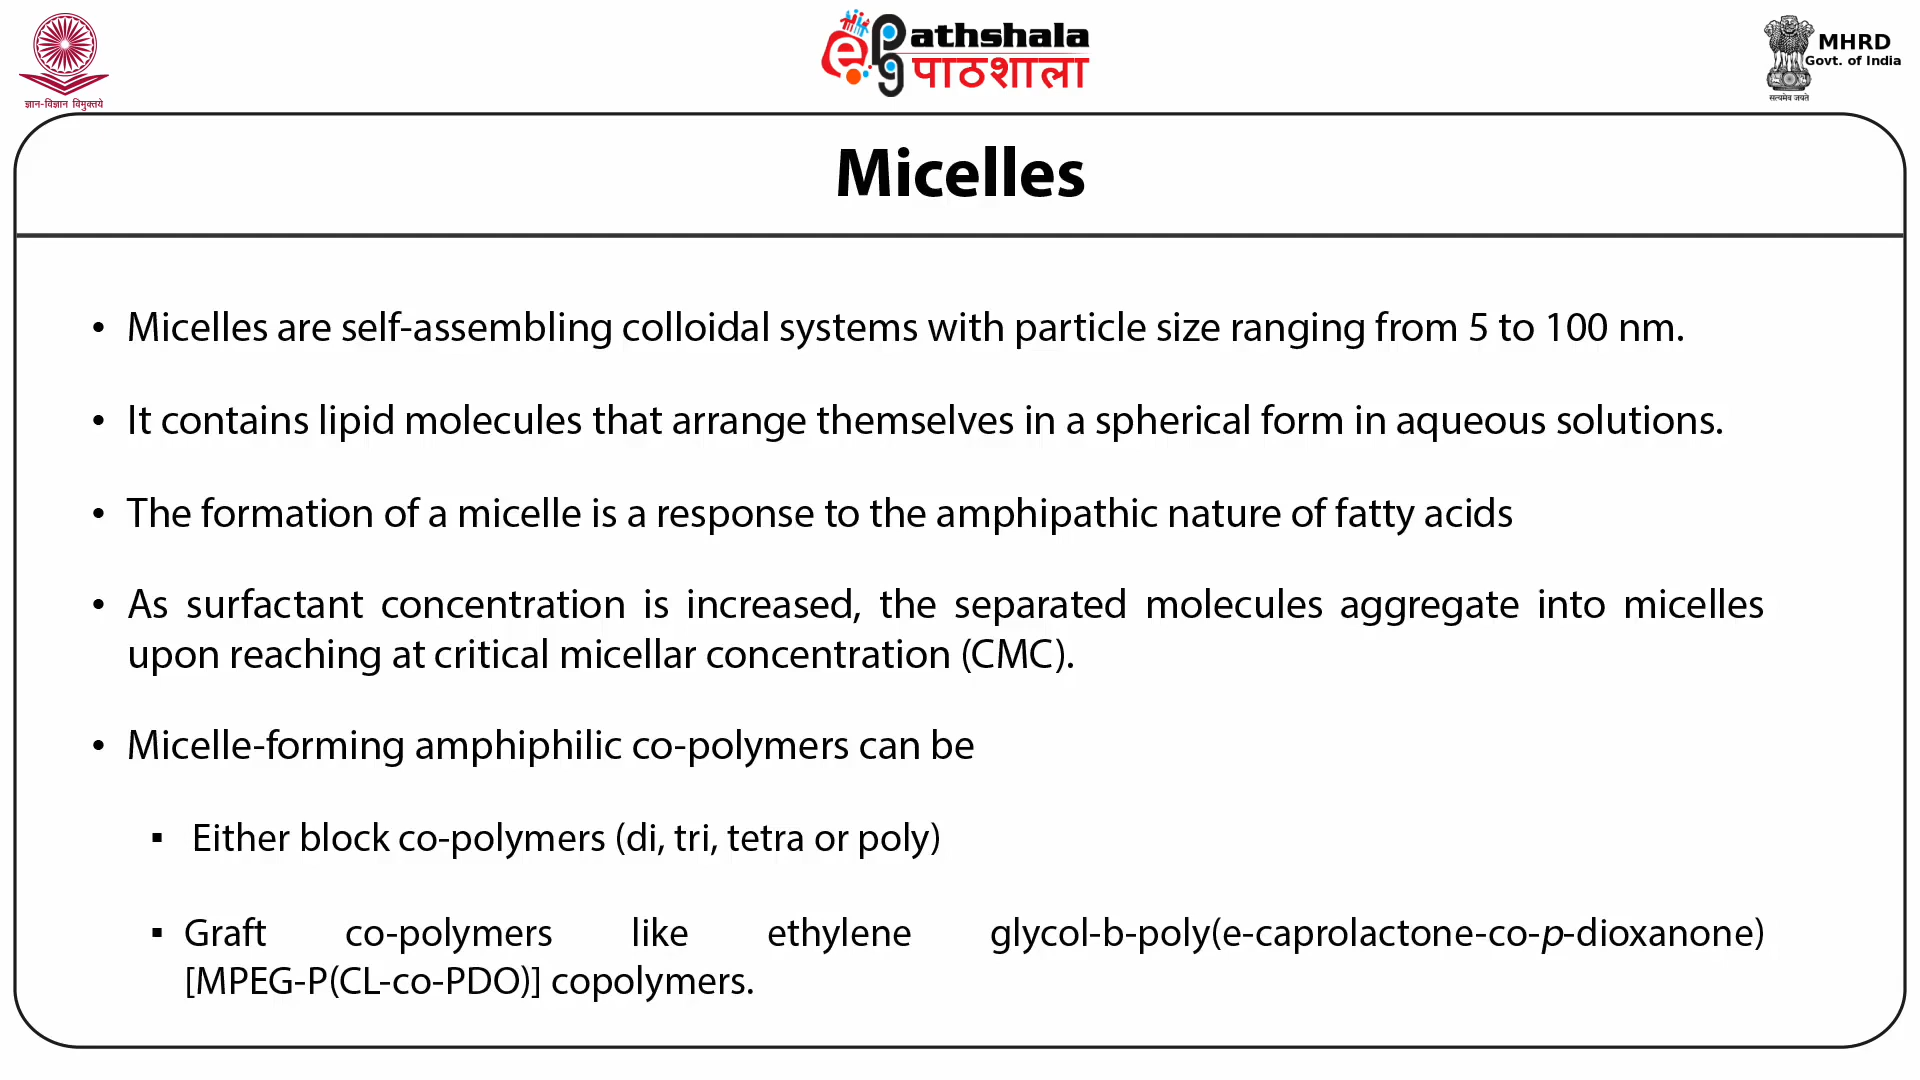 ज्ञान-विज्ञान विमुक्तये
ePathshala
पाठशाला
MHRD
Govt. of India
सत्यमेव जयते
Micelles
• Micelles are self-assembling colloidal systems with particle size ranging from 5 to 100 nm.
• It contains lipid molecules that arrange themselves in a spherical form in aqueous solutions.
• The formation of a micelle is a response to the amphipathic nature of fatty acids
• As surfactant concentration is increased, the separated molecules aggregate into micelles
upon reaching at critical micellar concentration (CMC).
• Micelle-forming amphiphilic co-polymers can be
▪ Either block co-polymers (di, tri, tetra or poly)
▪ Graft co-polymers like ethylene glycol-b-poly(e-caprolactone-co-p-dioxanone)
[MPEG-P(CL-co-PDO)] copolymers.